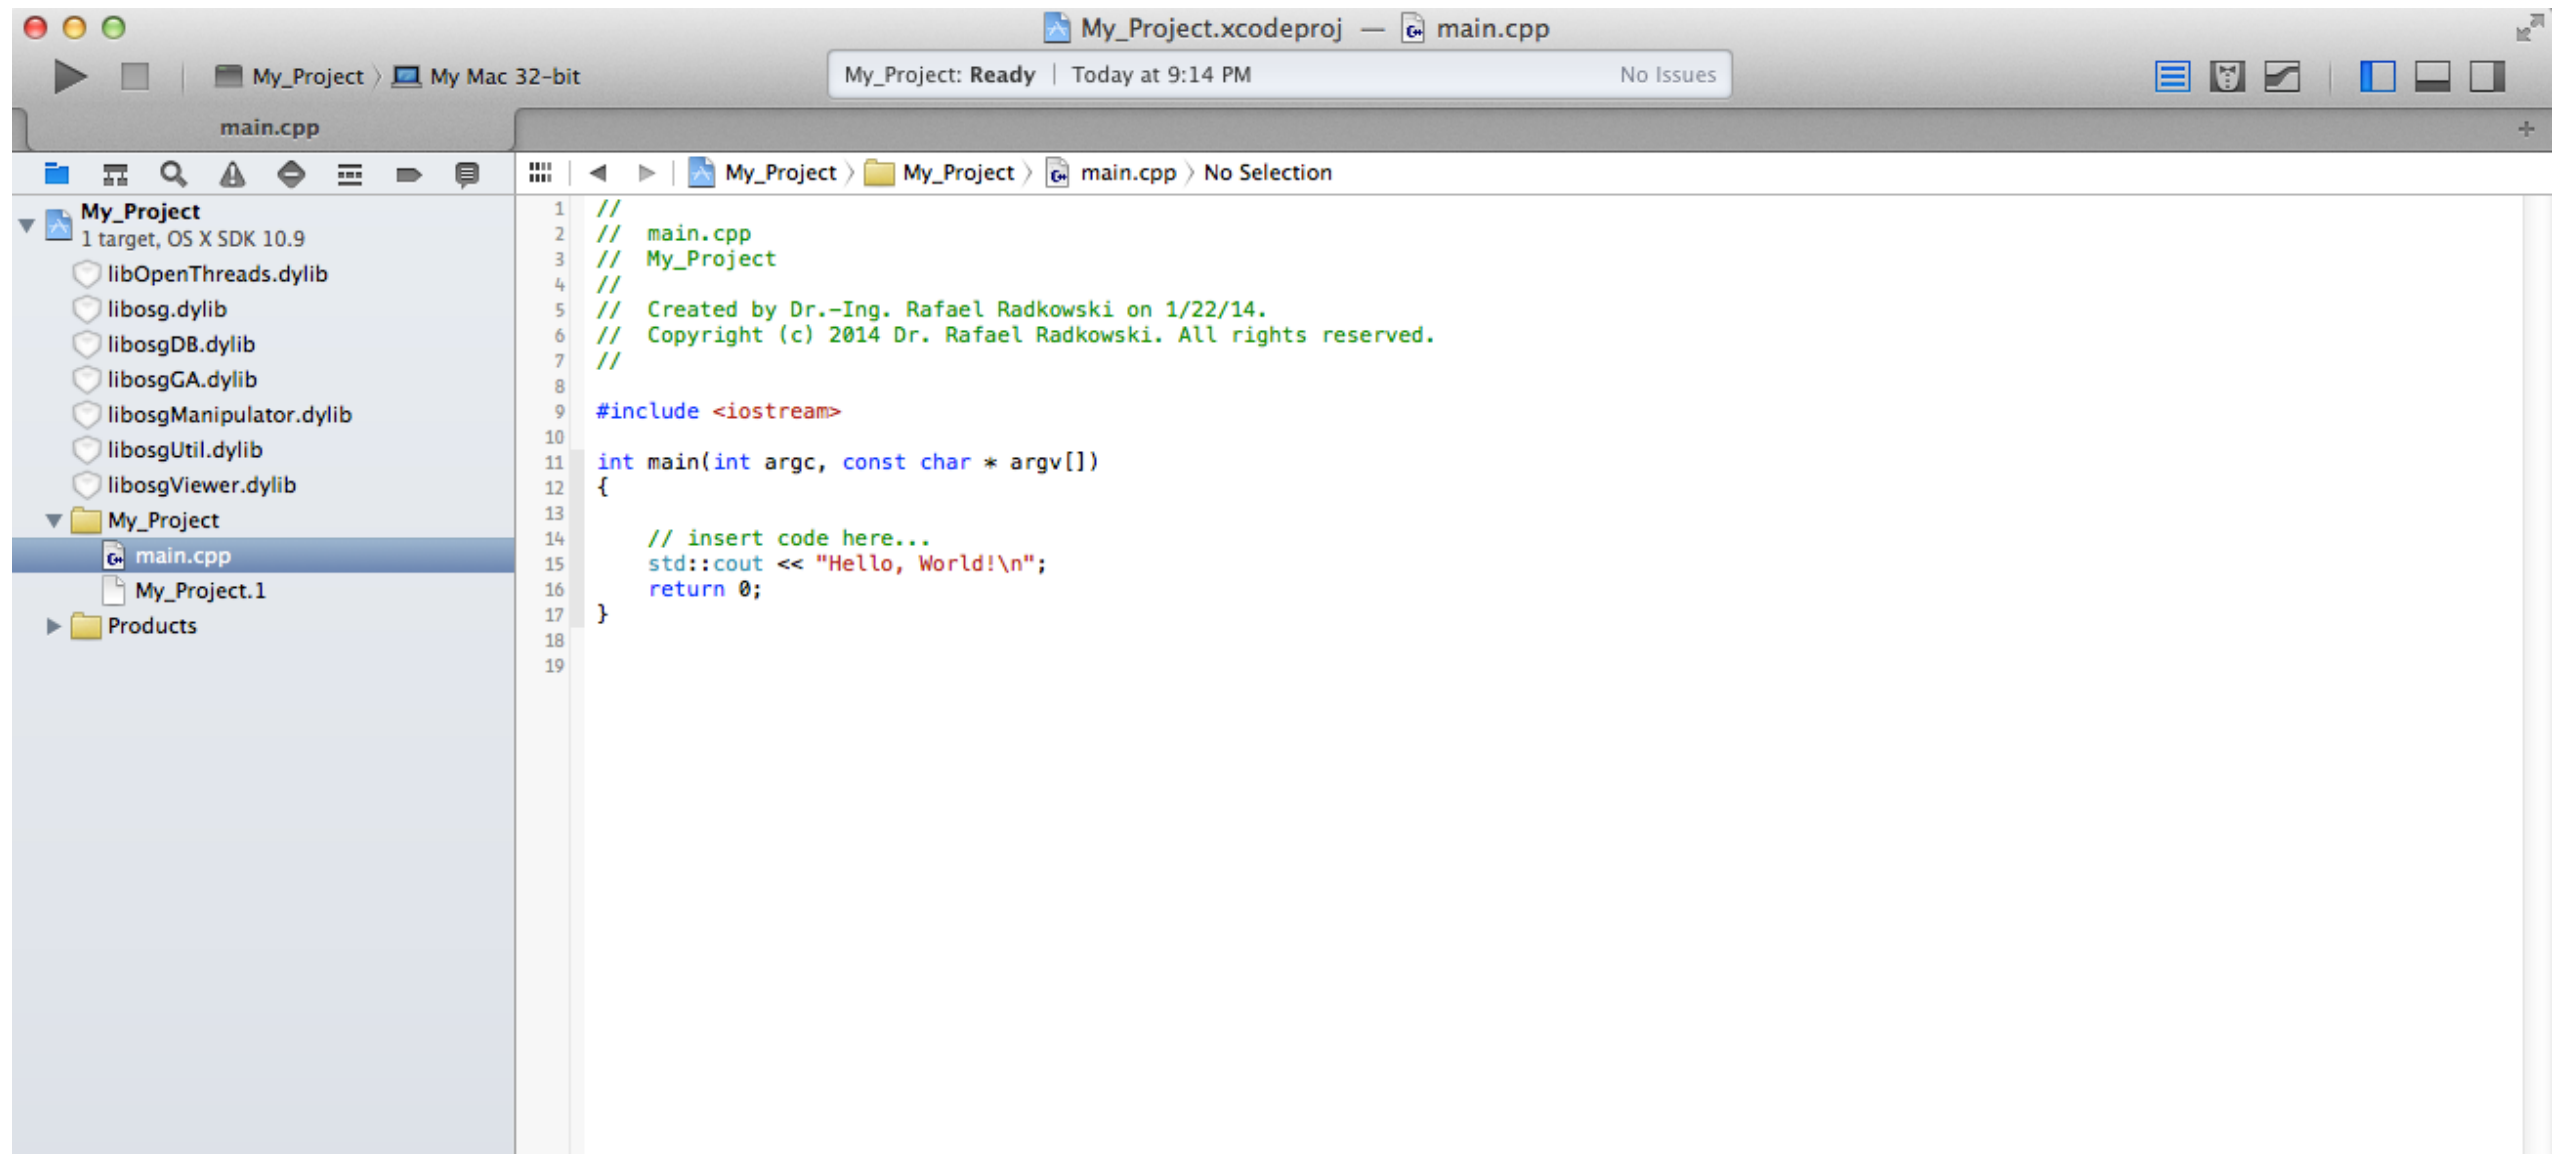 My_Project.xcodeproj — main.cpp
My_Project 〉 My Mac 32-bit
My_Project: Ready | Today at 9:14 PM
No Issues
main.cpp
My_Project 〉 My_Project 〉 main.cpp 〉 No Selection
My_Project
1 target, OS X SDK 10.9
libOpenThreads.dylib
libosg.dylib
libosgDB.dylib
libosgGA.dylib
libosgManipulator.dylib
libosgUtil.dylib
libosgViewer.dylib
My_Project
main.cpp
My_Project.1
Products
1 //
2 //  main.cpp
3 //  My_Project
4 //
5 //  Created by Dr.-Ing. Rafael Radkowski on 1/22/14.
6 //  Copyright (c) 2014 Dr. Rafael Radkowski. All rights reserved.
7 //
8
9 #include <iostream>
10
11 int main(int argc, const char * argv[])
12 {
13
14     // insert code here...
15     std::cout << "Hello, World!\n";
16     return 0;
17 }
18
19